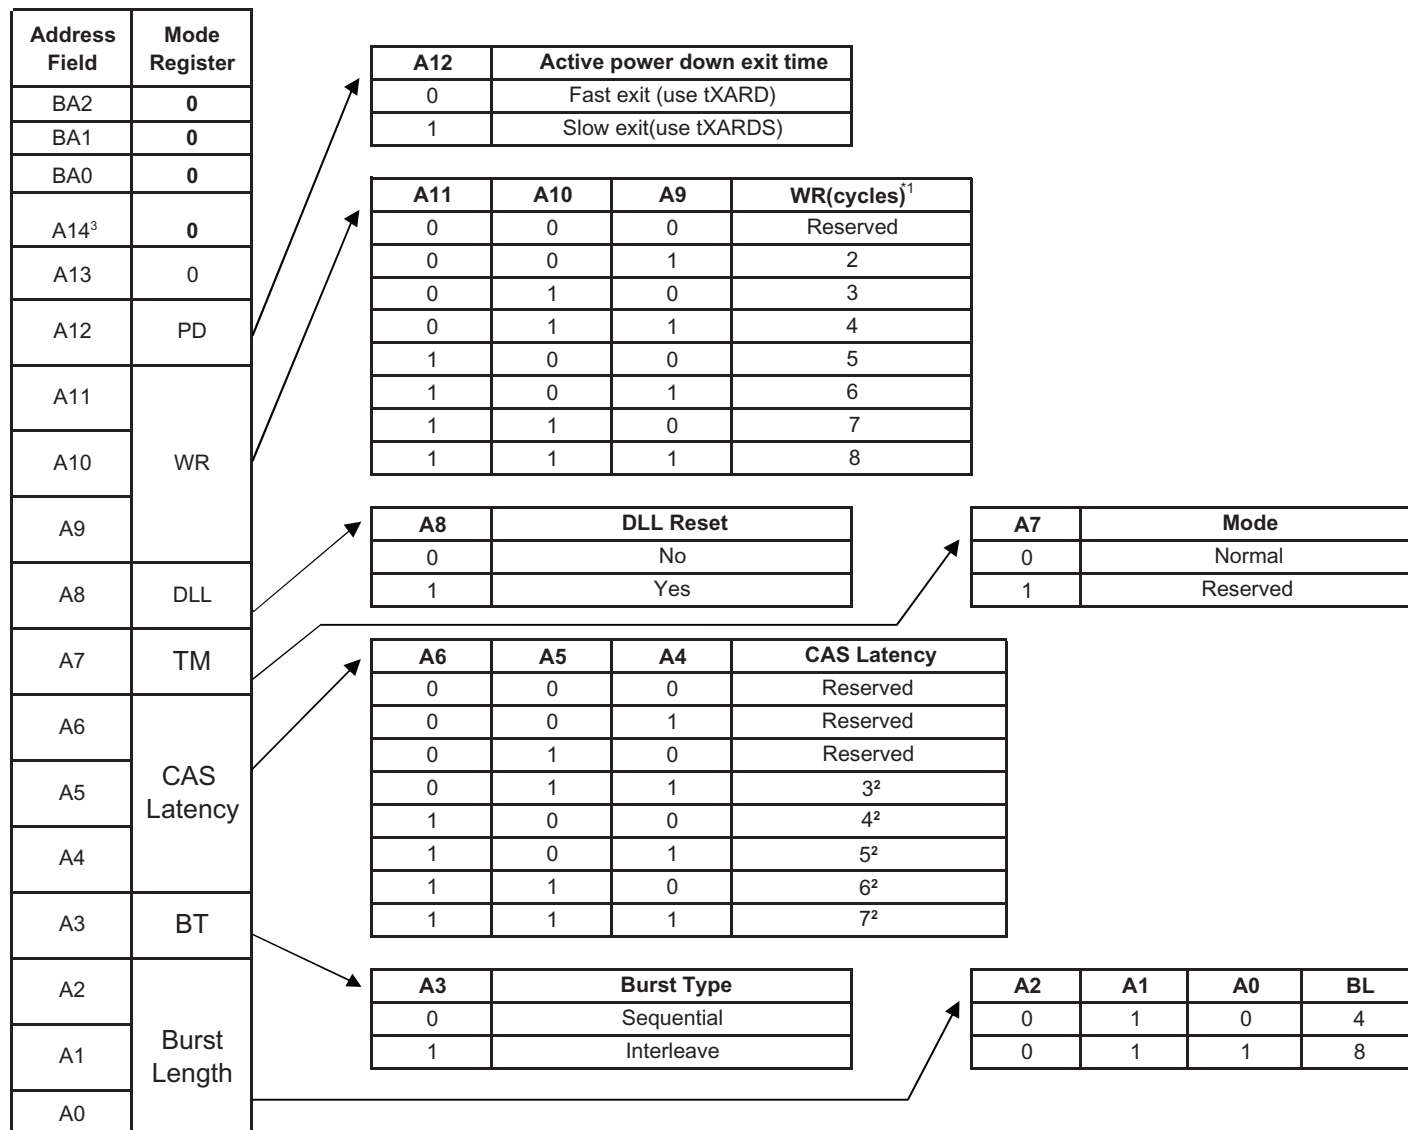 Address Field Mode Register
BA2 0
BA1 0
BA0 0
A14³ 0
A13 0
A12 PD
A11
A10 WR
A9
A8 DLL
A7 TM
A6
A5 CAS Latency
A4
A3 BT
A2
A1 Burst Length
A0
A12 Active power down exit time
0 Fast exit (use tXARD)
1 Slow exit(use tXARDS)
A11 A10 A9 WR(cycles)*1
0 0 0 Reserved
0 0 1 2
0 1 0 3
0 1 1 4
1 0 0 5
1 0 1 6
1 1 0 7
1 1 1 8
A8 DLL Reset
0 No
1 Yes
A7 Mode
0 Normal
1 Reserved
A6 A5 A4 CAS Latency
0 0 0 Reserved
0 0 1 Reserved
0 1 0 Reserved
0 1 1 3²
1 0 0 4²
1 0 1 5²
1 1 0 6²
1 1 1 7²
A3 Burst Type
0 Sequential
1 Interleave
A2 A1 A0 BL
0 1 0 4
0 1 1 8